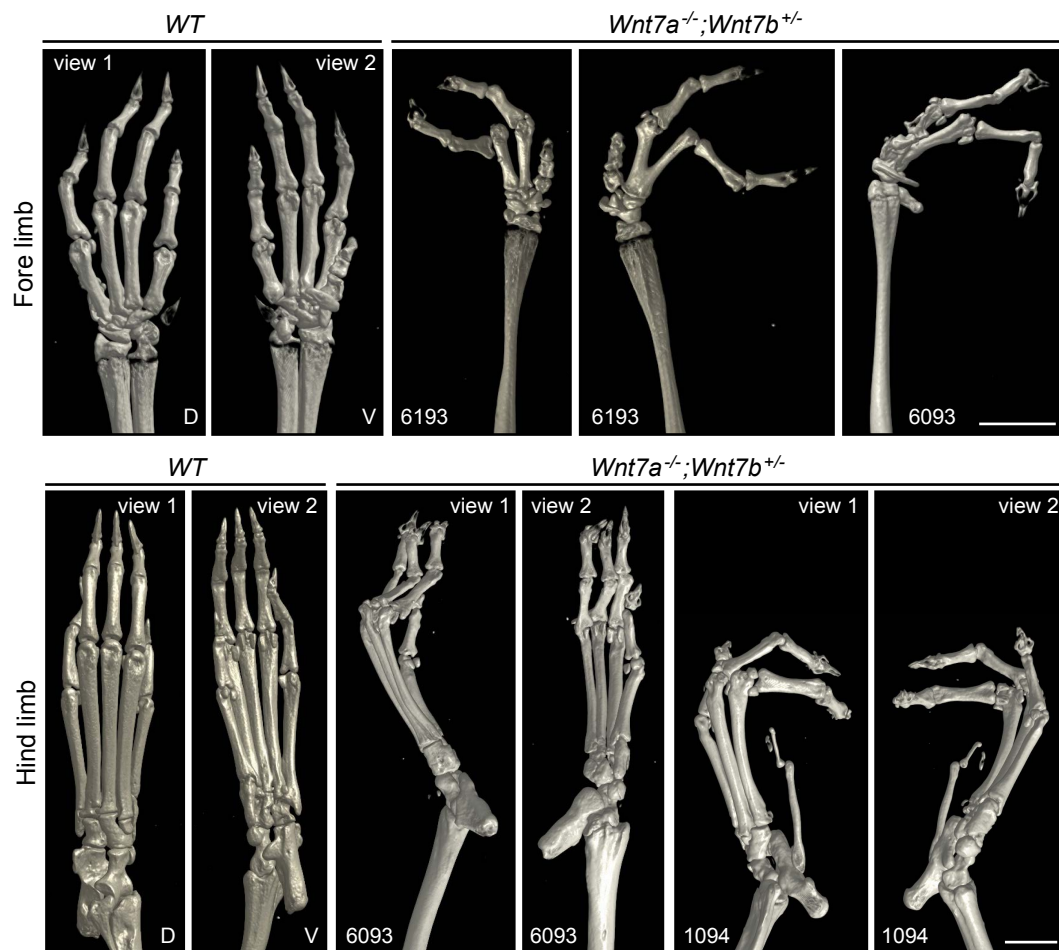 WT
Wnt7a-/-;Wnt7b+/-
Fore limb
view 1
D
view 2
V
6193
6193
6093
WT
Wnt7a-/-;Wnt7b+/-
Hind limb
view 1
D
view 2
V
view 1
6093
view 2
6093
view 1
1094
view 2
1094